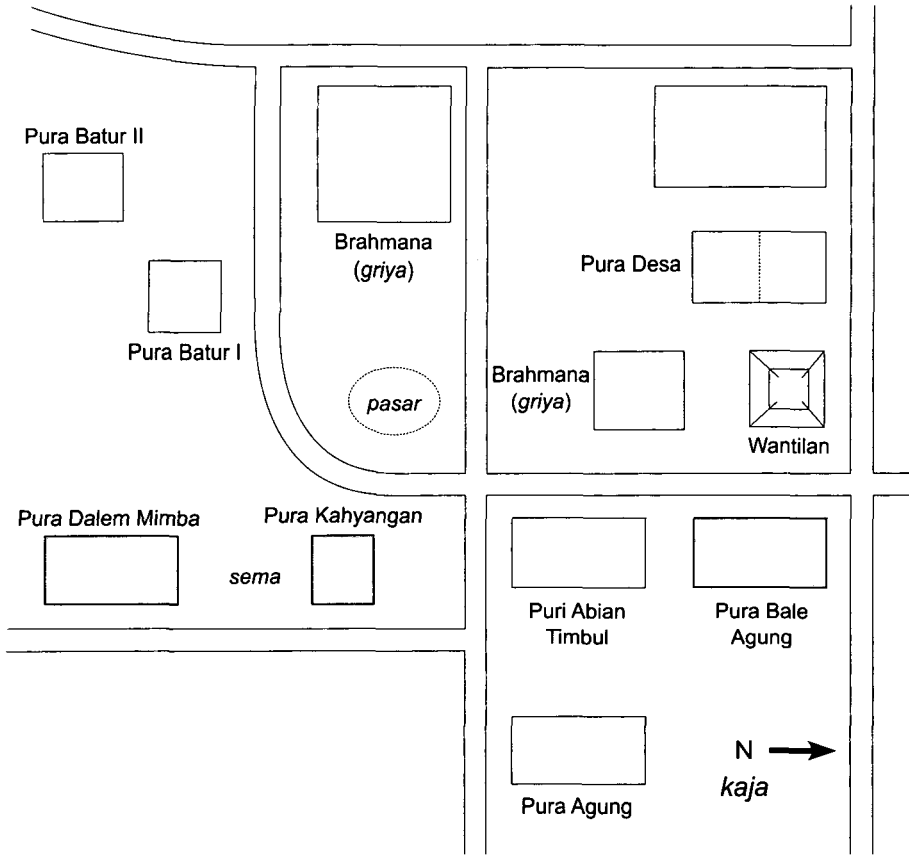 Pura Batur II
Brahmana
(griya)
Pura Desa
Pura Batur I
pasar
Brahmana
(griya)
Wantilan
Pura Dalem Mimba
Pura Kahyangan
sema
Puri Abian
Timbul
Pura Bale
Agung
N
kaja
Pura Agung